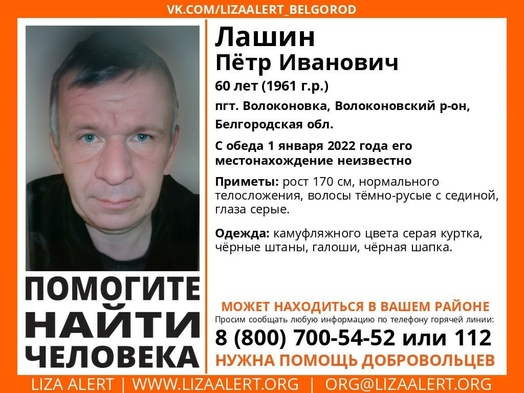 VK.COM/LIZAALERT_BELGOROD
Лашин
Пётр Иванович
60 лет (1961 г.р.)
пгт. Волоконовка, Волоконовский р-он,
Белгородская обл.
С обеда 1 января 2022 года его
местонахождение неизвестно
Приметы: рост 170 см, нормального
телосложения, волосы тёмно-русые с сединой,
глаза серые.
Одежда: камуфляжного цвета серая куртка,
чёрные штаны, галоши, чёрная шапка.
ПОМОГИТЕ
НАЙТИ
ЧЕЛОВЕКА
МОЖЕТ НАХОДИТЬСЯ В ВАШЕМ РАЙОНЕ
Просим сообщать любую информацию по телефону горячей линии:
8 (800) 700-54-52 или 112
НУЖНА ПОМОЩЬ ДОБРОВОЛЬЦЕВ
LIZA ALERT | WWW.LIZAALERT.ORG | ORG@LIZAALERT.ORG